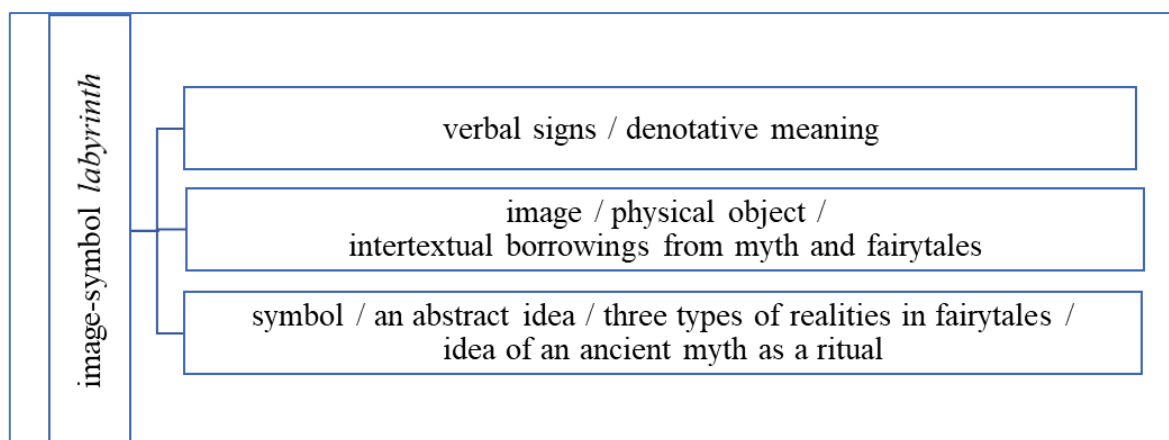 image-symbol labyrinth
verbal signs / denotative meaning
image / physical object /
intertextual borrowings from myth and fairytales
symbol / an abstract idea / three types of realities in fairytales /
idea of an ancient myth as a ritual